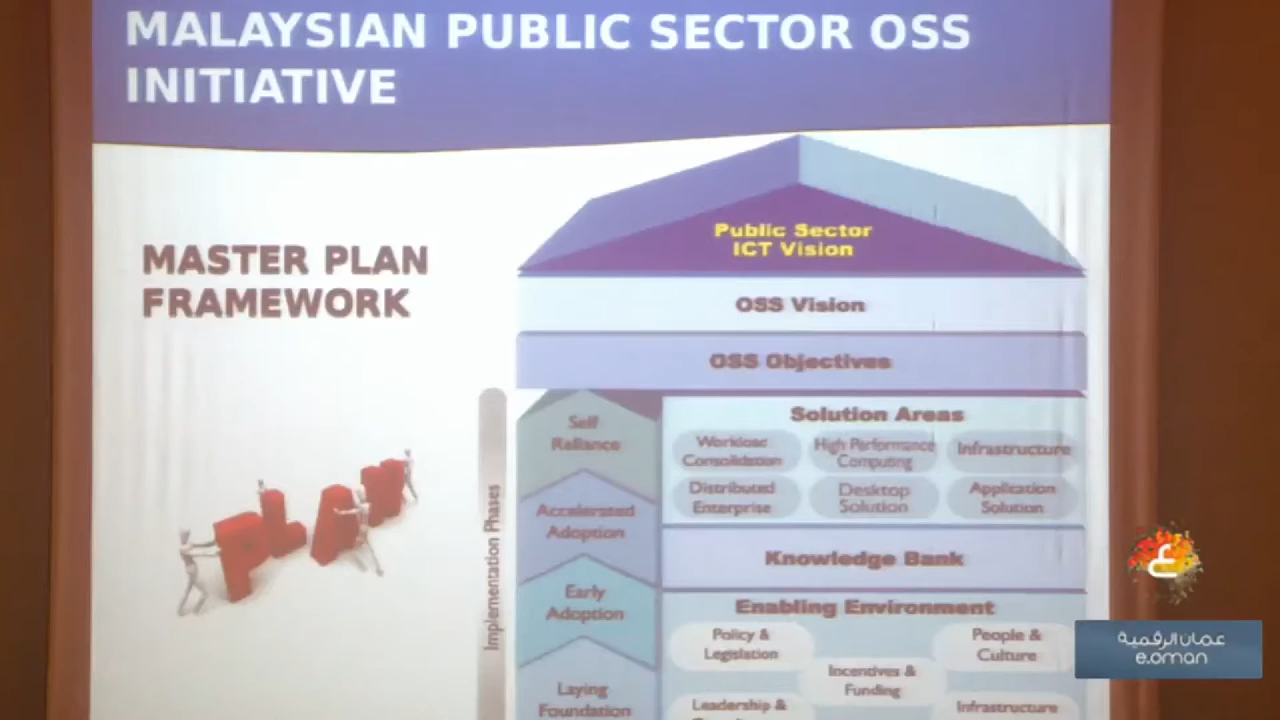 MALAYSIAN PUBLIC SECTOR OSS
INITIATIVE
MASTER PLAN
FRAMEWORK
PLAN
Public Sector
ICT Vision
OSS Vision
OSS Objectives
Implementation Phases
Self
Reliance
Accelerated
Adoption
Early
Adoption
Laying
Foundation
Solution Areas
Workload
Consolidation
High Performance
Computing
Infrastructure
Distributed
Enterprise
Desktop
Solution
Application
Solution
Knowledge Bank
Enabling Environment
Policy &
Legislation
People &
Culture
Incentives &
Funding
Leadership &
Infrastructure
ع
عمان الرقمية
e.oman